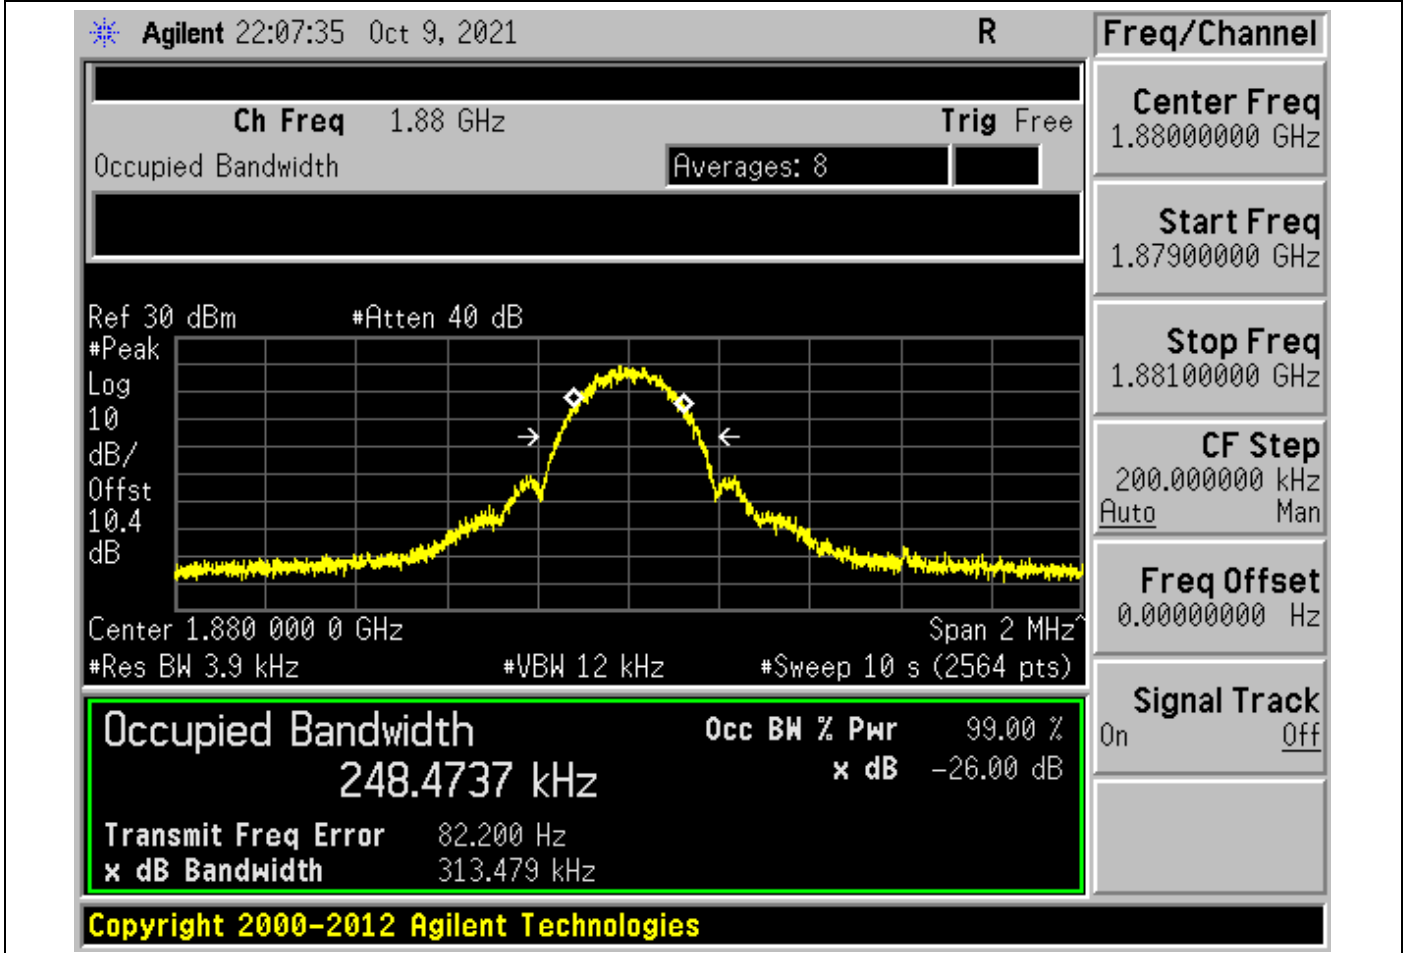 Agilent 22:07:35 Oct 9, 2021 R Freq/Channel
Ch Freq 1.88 GHz Trig Free
Occupied Bandwidth Averages: 8
Center Freq
1.88000000 GHz
Start Freq
1.87900000 GHz
Stop Freq
1.88100000 GHz
CF Step
200.000000 kHz
Auto Man
Freq Offset
0.00000000 Hz
Signal Track
On Off
Ref 30 dBm #Atten 40 dB
#Peak
Log
10
dB/
Offst
10.4
dB
Center 1.880 000 0 GHz Span 2 MHz^
#Res BW 3.9 kHz #VBW 12 kHz #Sweep 10 s (2564 pts)
Occupied Bandwidth Occ BW % Pwr 99.00 %
248.4737 kHz x dB -26.00 dB
Transmit Freq Error 82.200 Hz
x dB Bandwidth 313.479 kHz
Copyright 2000-2012 Agilent Technologies